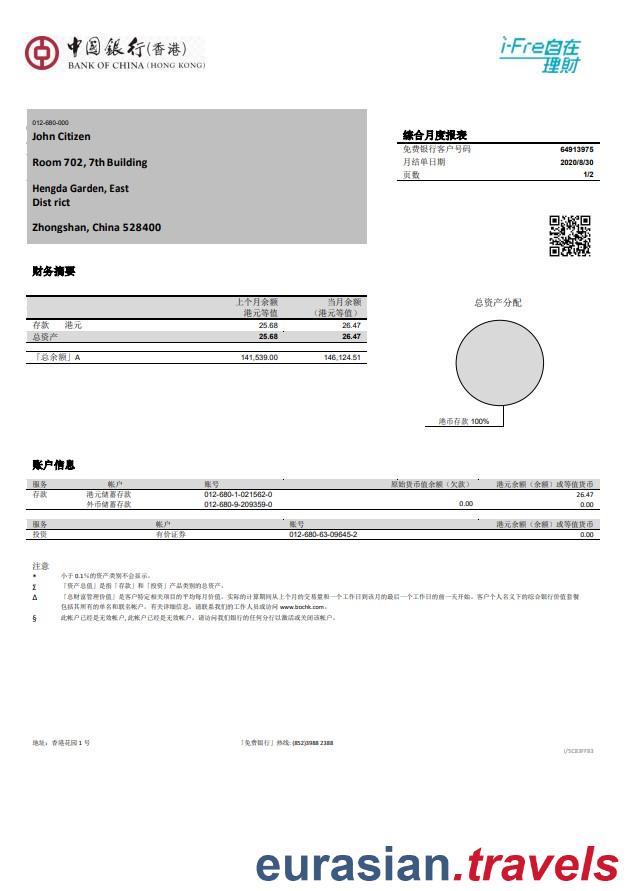 中國銀行(香港)
BANK OF CHINA (HONG KONG)
i-Free自在
理財
012-680-000
John Citizen
Room 702, 7th Building
Hengda Garden, East
Dist rict
Zhongshan, China 528400
综合月度报表
免费银行客户号码 64913975
月结单日期 2020/8/30
页数 1/2
财务摘要
上个月余额 当月余额
港元等值 （港元等值）
存款 港元 25.68 26.47
总资产 25.68 26.47
「总余额」A 141,539.00 146,124.51
总资产分配
港币存款 100%
账户信息
服务 帐户 账号 原始货币值余额（欠款） 港元余额（余额）或等值货币
存款 港元储蓄存款 012-680-1-021562-0 26.47
外币储蓄存款 012-680-9-209359-0 0.00 0.00
服务 帐户 账号 港元余额（余额）或等值货币
投资 有价证券 012-680-63-09645-2 0.00
注意
* 小于 0.1%的资产类别不会显示。
Σ 「资产总值」是指「存款」和「投资」产品类别的总资产。
Δ 「总财富管理价值」是客户特定相关项目的平均每月价值。实际的计算期间从上个月的交易量和一个工作日到该月的最后一个工作日的前一天开始。客户个人名义下的综合银行价值套餐
包括其所有的单名和联名帐户。有关详细信息，请联系我们的工作人员或访问 www.bochk.com。
§ 此帐户已经是无效帐户, 此帐户已经是无效帐户。请访问我们银行的任何分行以激活或关闭该帐户。
地址：香港花园 1 号 「免费银行」热线: (852)3988 2388
eurasian.travels